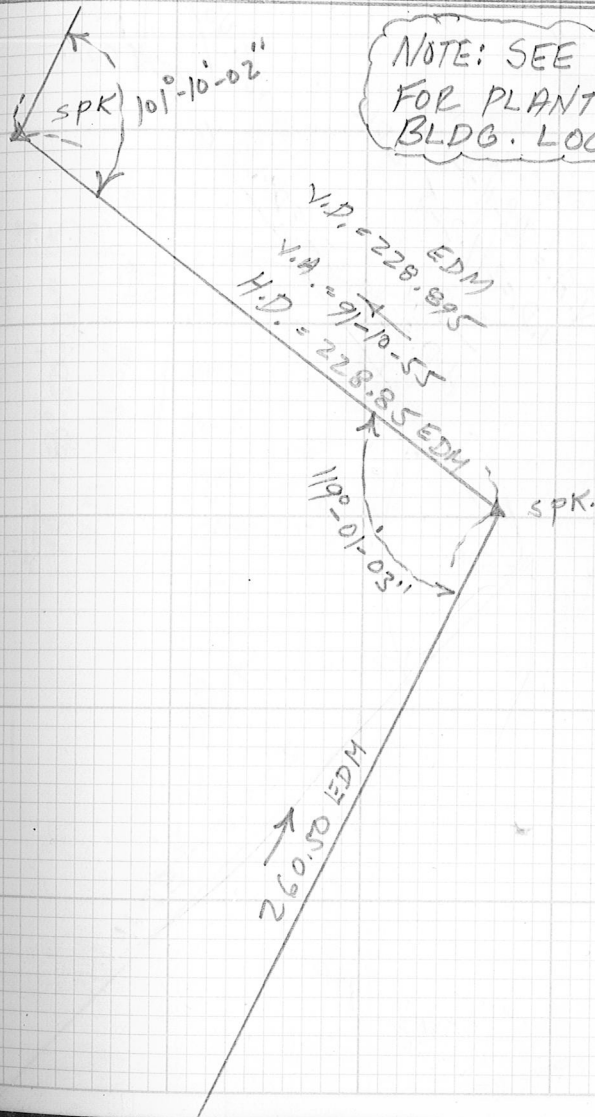 NOTE: SEE
FOR PLANT
BLDG. LOC
spk
101°-10'-02"
V.D. = 228.895 EDM
V.A. = 91-10-55
H.D. = 228.85 EDM
119°-01'-03"
spk.
260.50 EDM